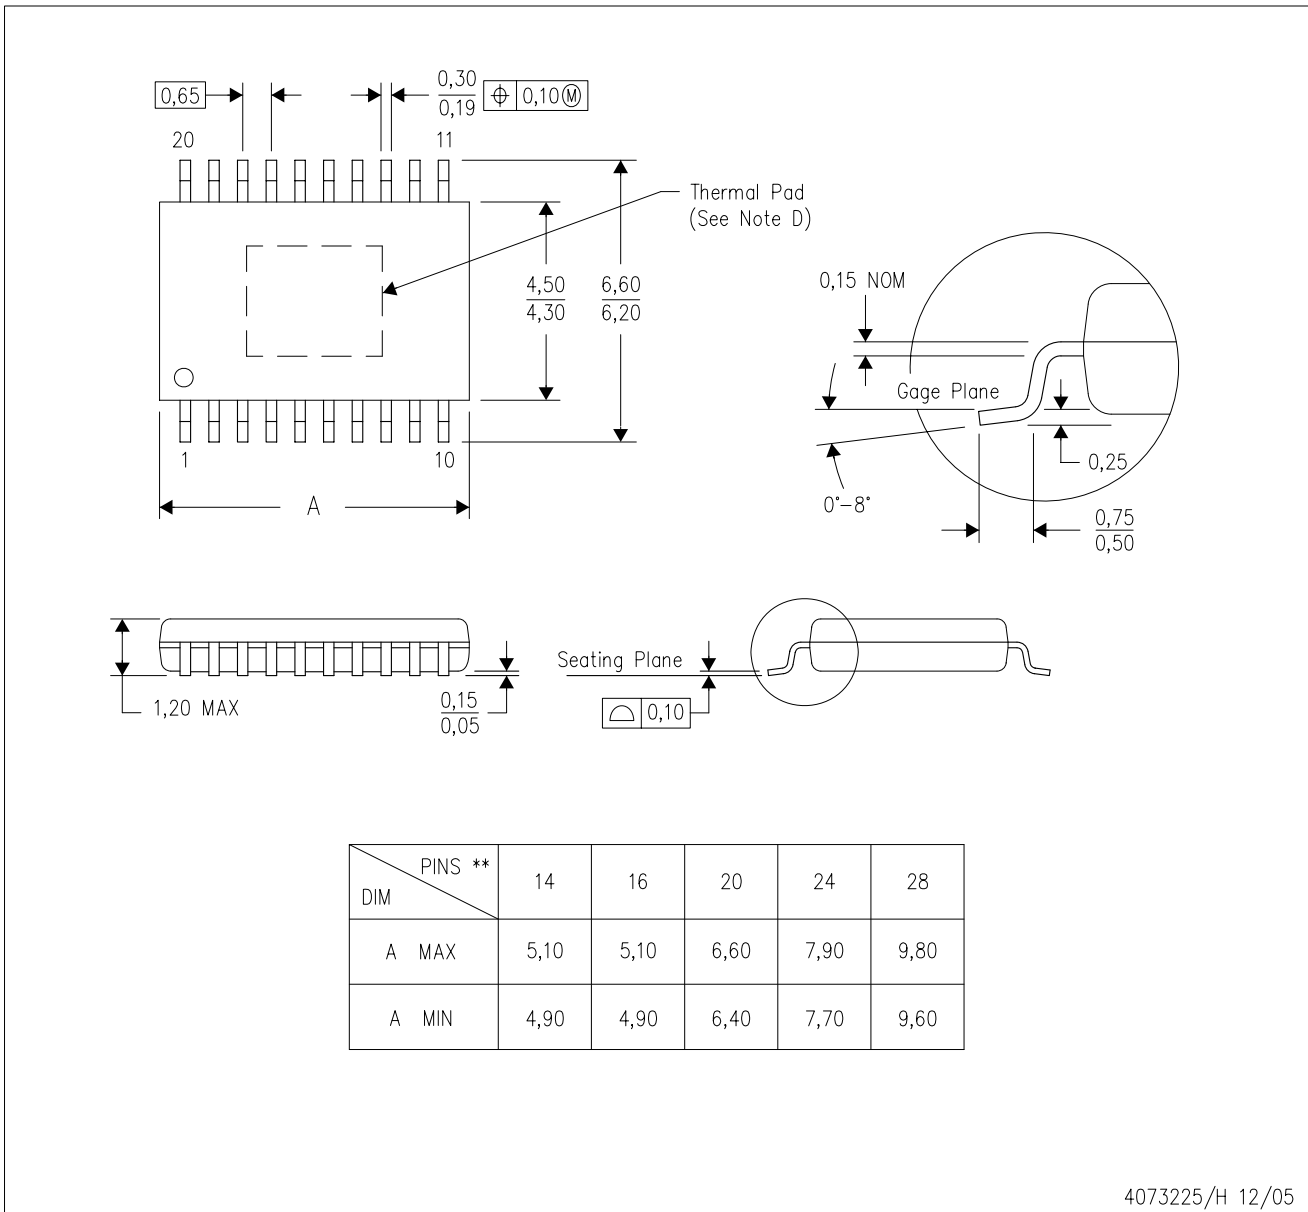 0,65
0,30
0,19
0,10 Ⓜ
20
11
Thermal Pad
(See Note D)
4,50
4,30
6,60
6,20
1
10
A
0,15 NOM
Gage Plane
0,25
0°–8°
0,75
0,50
1,20 MAX
0,15
0,05
Seating Plane
0,10
PINS **
DIM
14 16 20 24 28
A MAX 5,10 5,10 6,60 7,90 9,80
A MIN 4,90 4,90 6,40 7,70 9,60
4073225/H 12/05